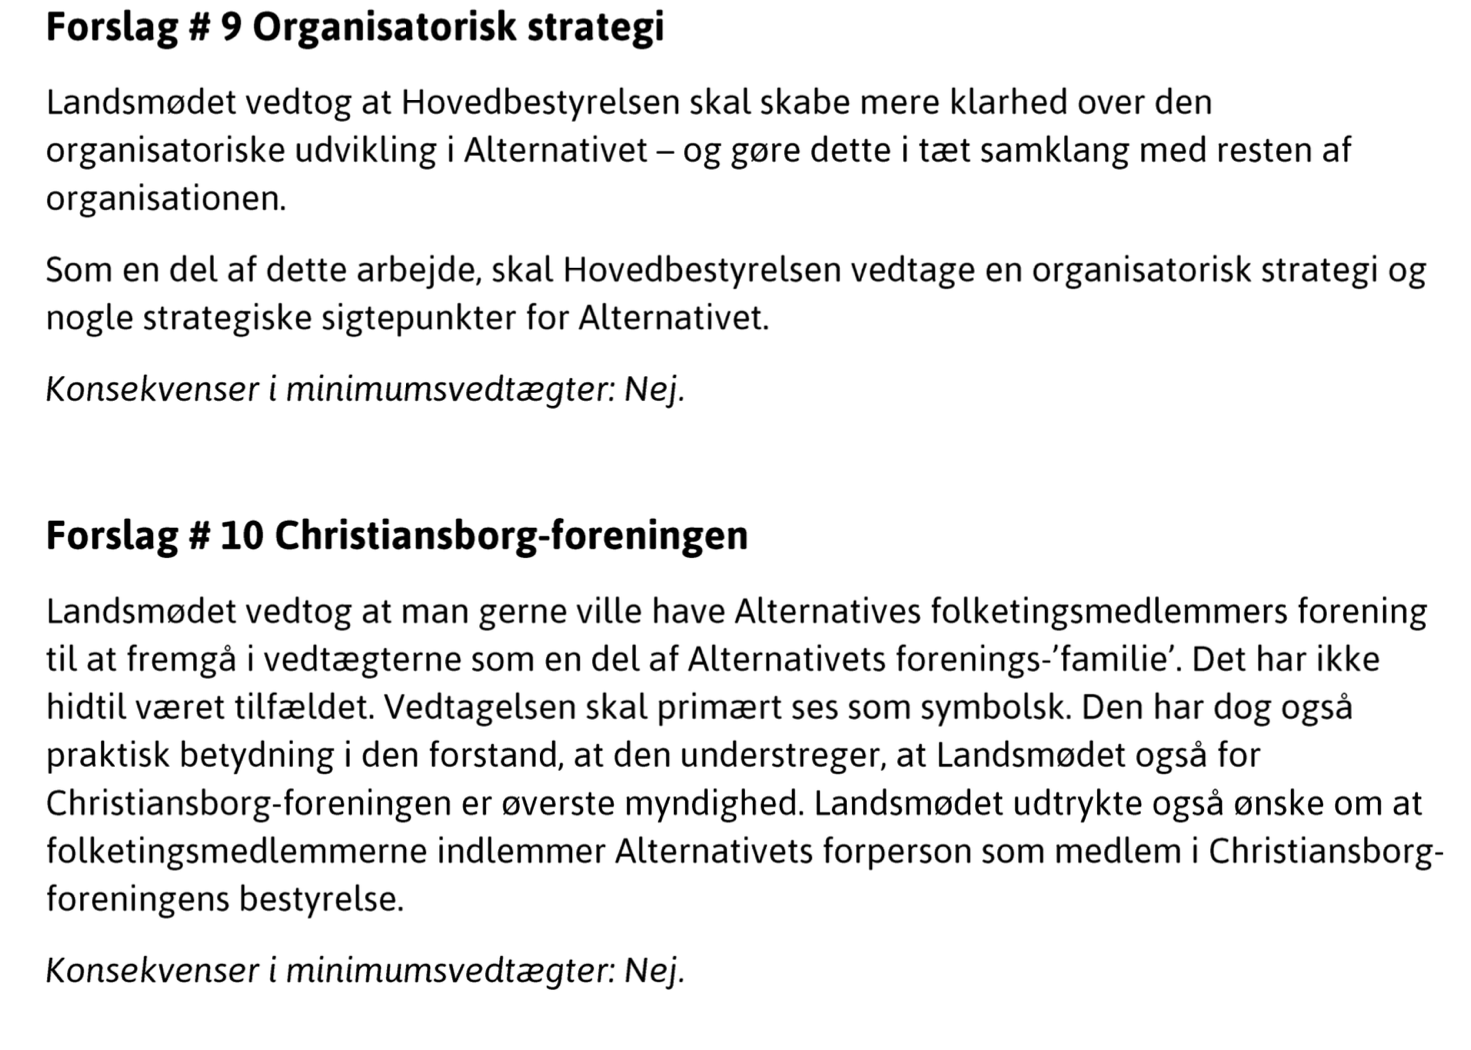 Forslag # 9 Organisatorisk strategi
Landsmødet vedtog at Hovedbestyrelsen skal skabe mere klarhed over den
organisatoriske udvikling i Alternativet – og gøre dette i tæt samklang med resten af
organisationen.
Som en del af dette arbejde, skal Hovedbestyrelsen vedtage en organisatorisk strategi og
nogle strategiske sigtepunkter for Alternativet.
Konsekvenser i minimumsvedtægter: Nej.
Forslag # 10 Christiansborg-foreningen
Landsmødet vedtog at man gerne ville have Alternatives folketingsmedlemmers forening
til at fremgå i vedtægterne som en del af Alternativets forenings-’familie’. Det har ikke
hidtil været tilfældet. Vedtagelsen skal primært ses som symbolsk. Den har dog også
praktisk betydning i den forstand, at den understreger, at Landsmødet også for
Christiansborg-foreningen er øverste myndighed. Landsmødet udtrykte også ønske om at
folketingsmedlemmerne indlemmer Alternativets forperson som medlem i Christiansborg-
foreningens bestyrelse.
Konsekvenser i minimumsvedtægter: Nej.